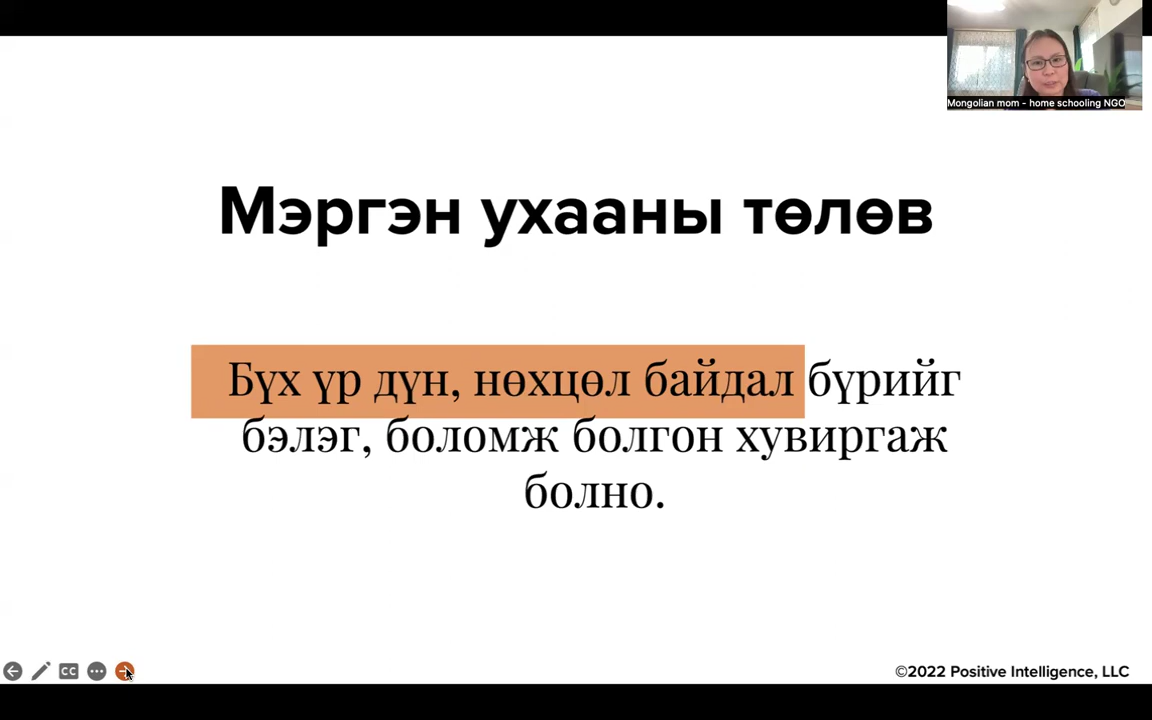 Mongolian mom - home schooling NGO
Мэргэн ухааны төлөв
Бүх үр дүн, нөхцөл байдал бүрийг
бэлэг, боломж болгон хувиргаж
болно.
CC
©2022 Positive Intelligence, LLC